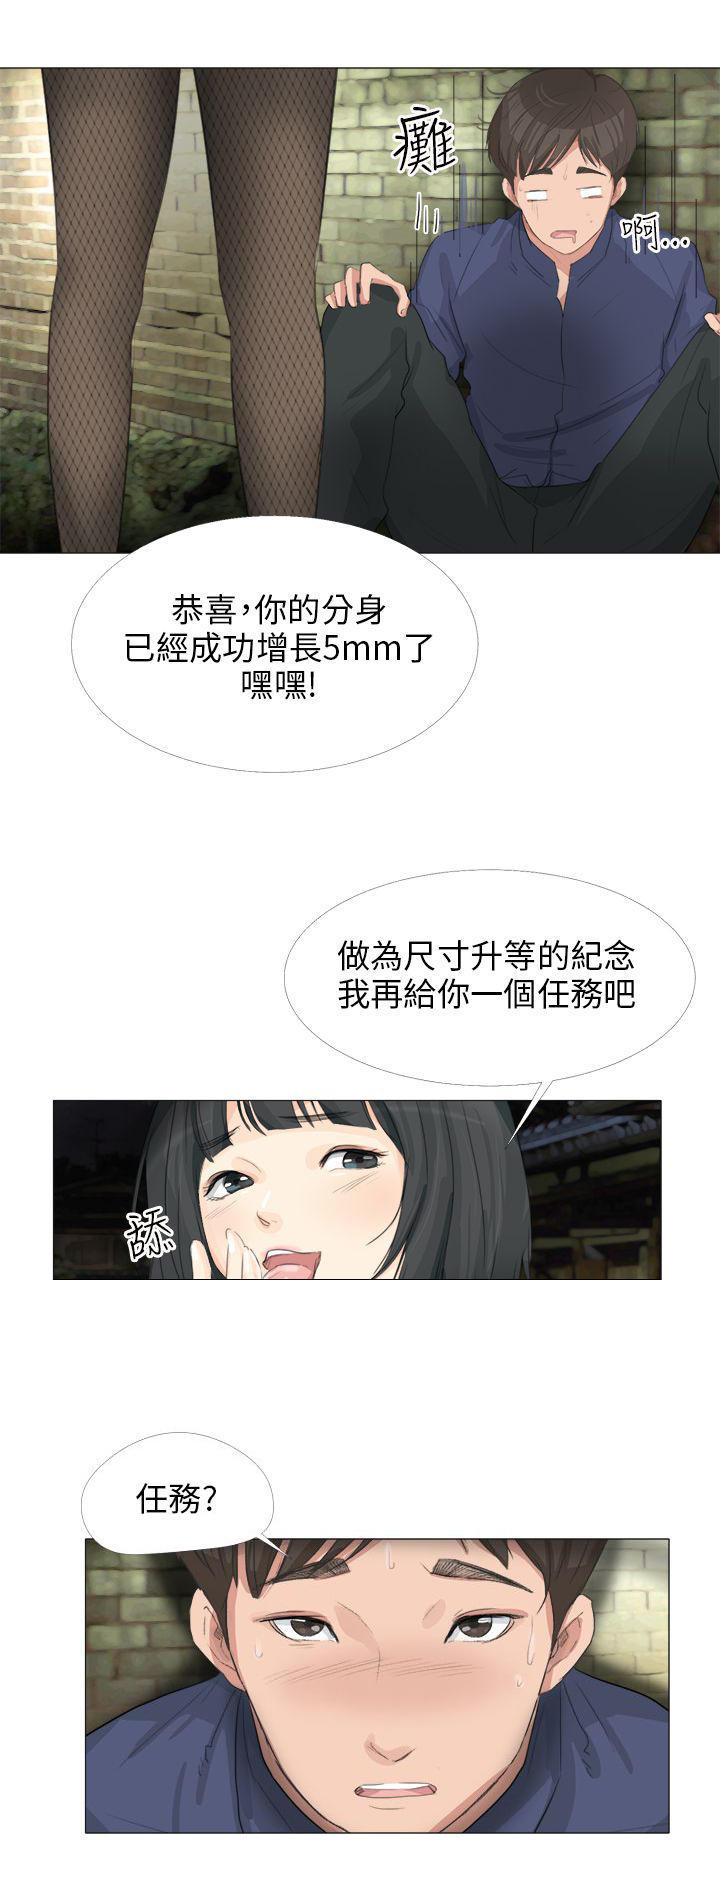 癱
啊...
恭喜,你的分身
已經成功增長5mm了
嘿嘿!
做為尺寸升等的紀念
我再給你一個任務吧
舔
任務?